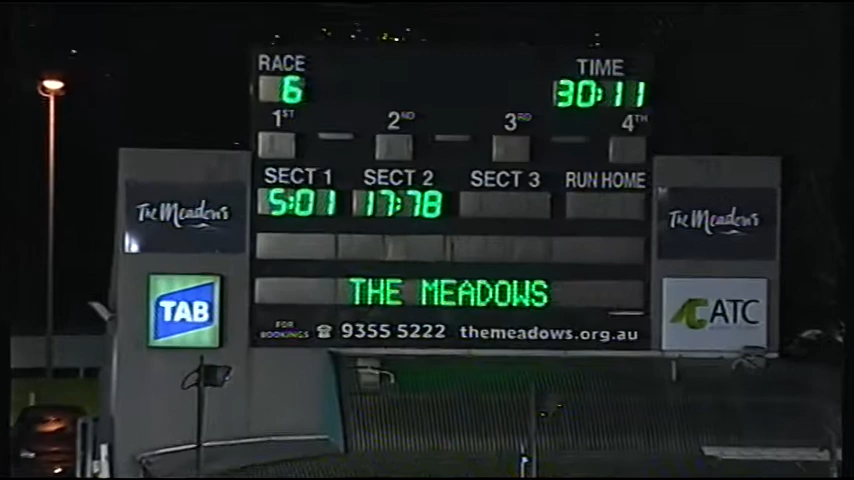 RACE TIME
6 30:11
1ST 2ND 3RD 4TH
SECT 1 SECT 2 SECT 3 RUN HOME
5:01 17:78
The Meadows The Meadows
THE MEADOWS
TAB ATC
FOR BOOKINGS ☎ 9355 5222 themeadows.org.au